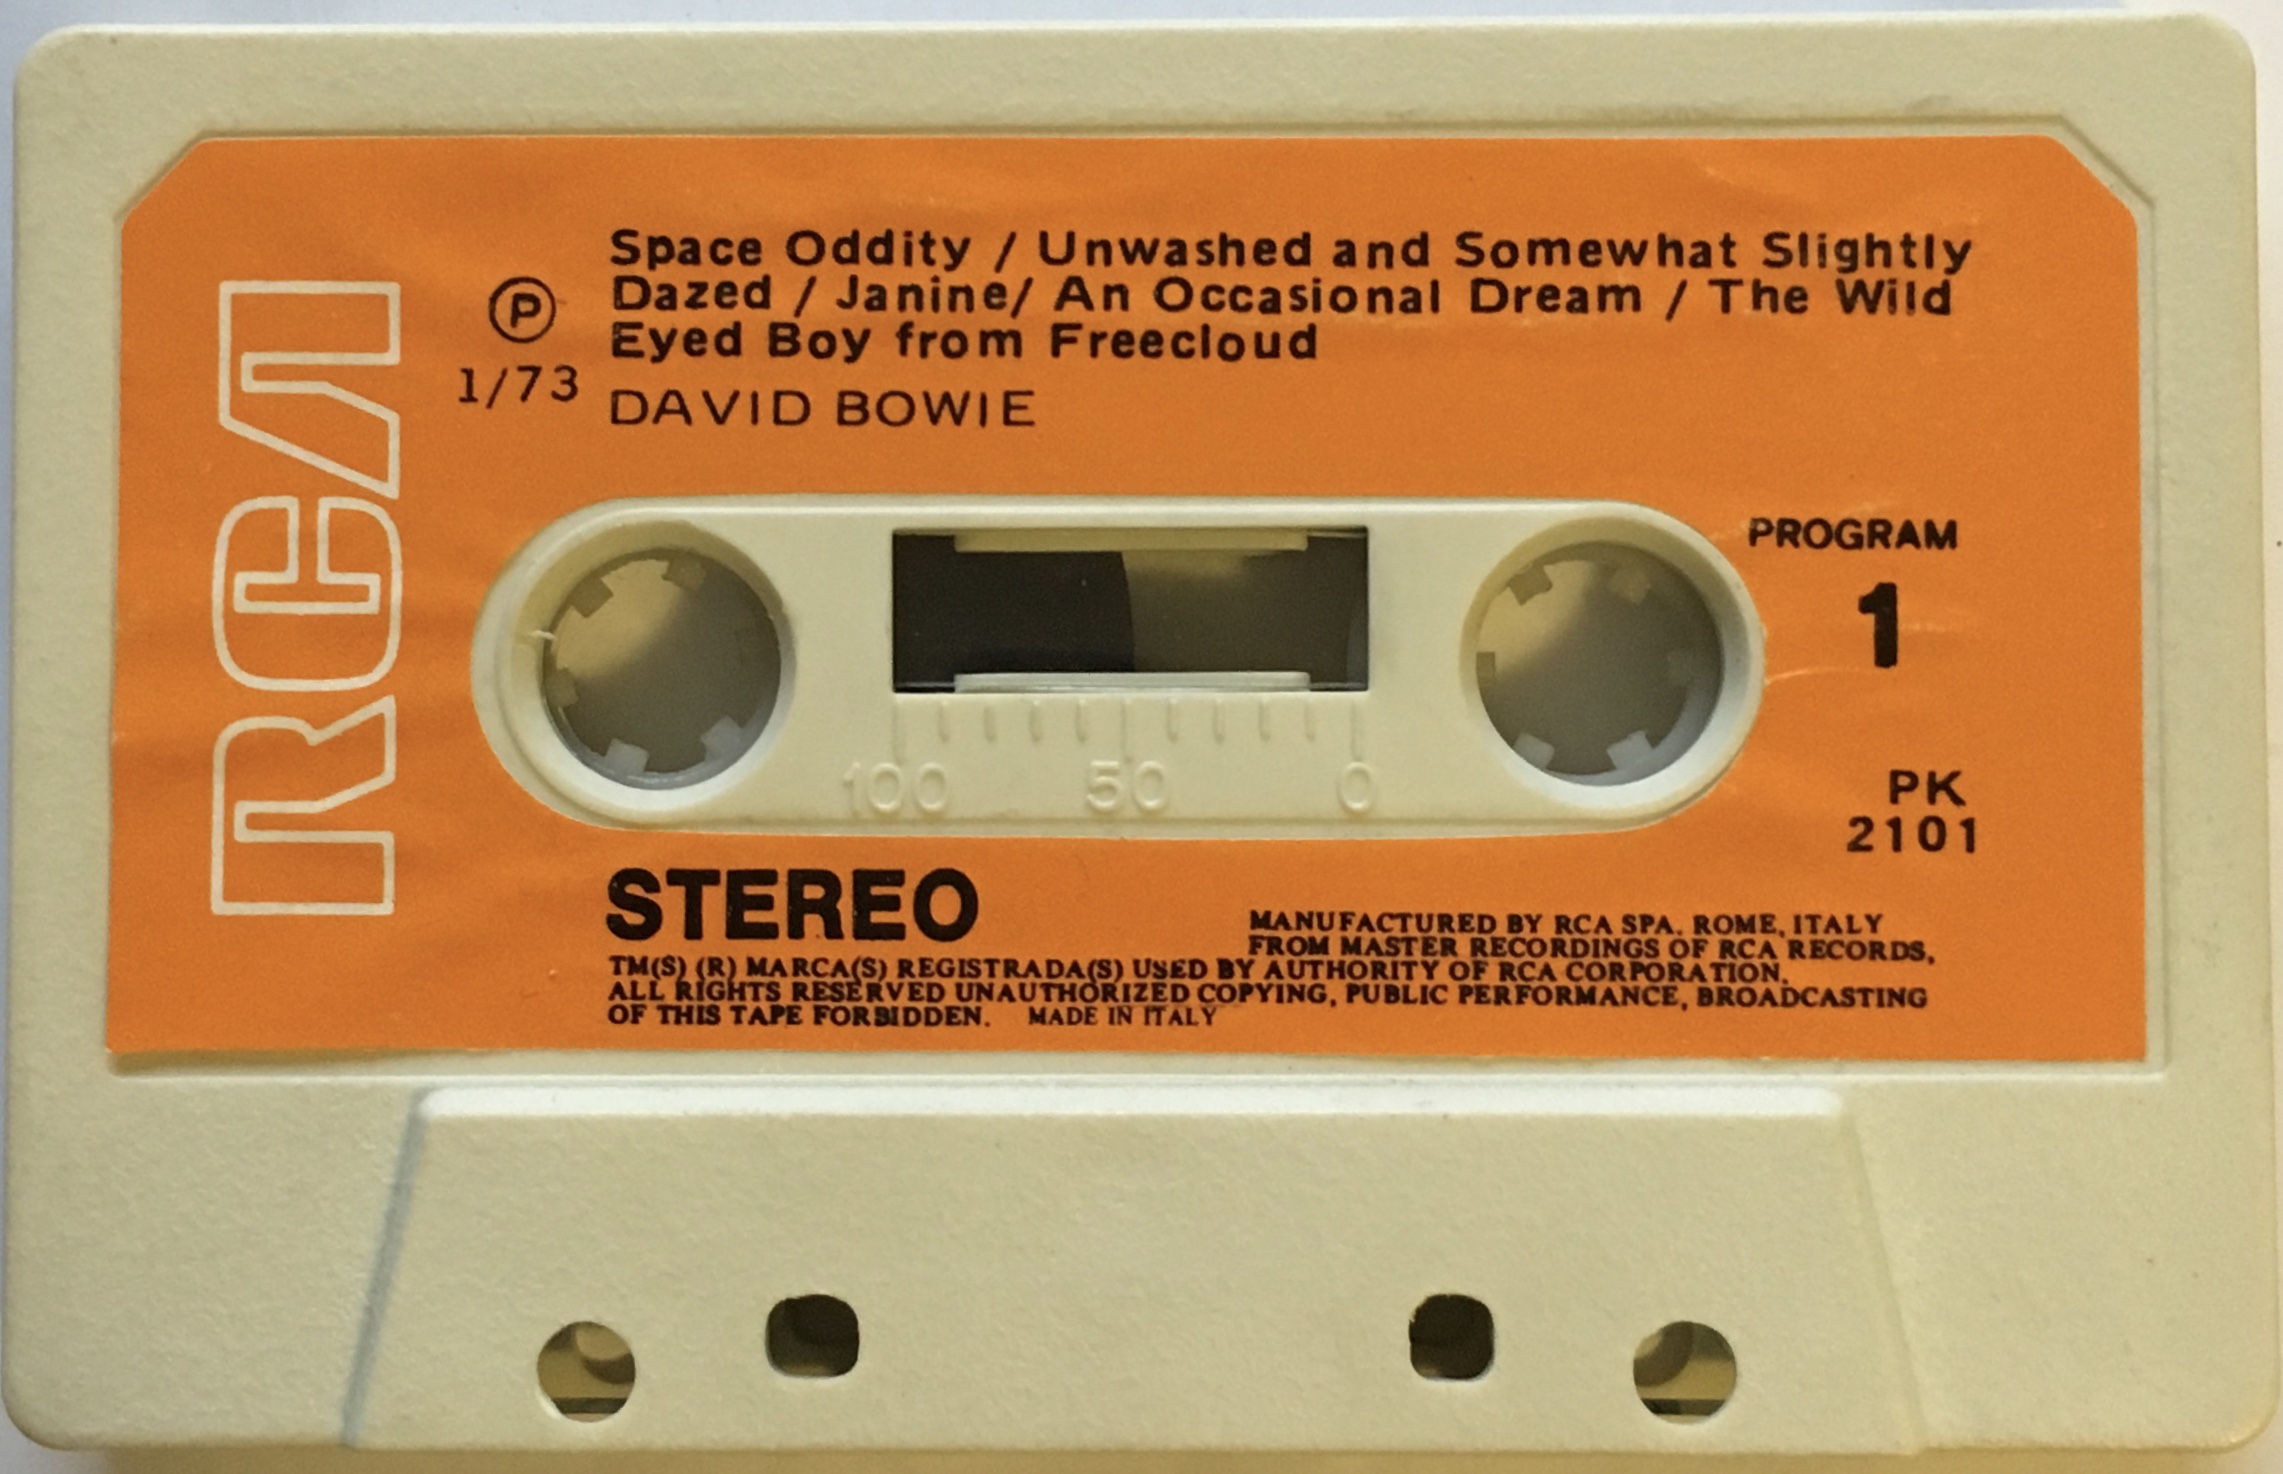 RCA
Space Oddity / Unwashed and Somewhat Slightly
Dazed / Janine/ An Occasional Dream / The Wild
Eyed Boy from Freecloud
Ⓟ
1/73
DAVID BOWIE
PROGRAM
1
100 50 0
PK
2101
STEREO
MANUFACTURED BY RCA SPA. ROME, ITALY
FROM MASTER RECORDINGS OF RCA RECORDS,
TM(S) (R) MARCA(S) REGISTRADA(S) USED BY AUTHORITY OF RCA CORPORATION.
ALL RIGHTS RESERVED UNAUTHORIZED COPYING, PUBLIC PERFORMANCE, BROADCASTING
OF THIS TAPE FORBIDDEN. MADE IN ITALY